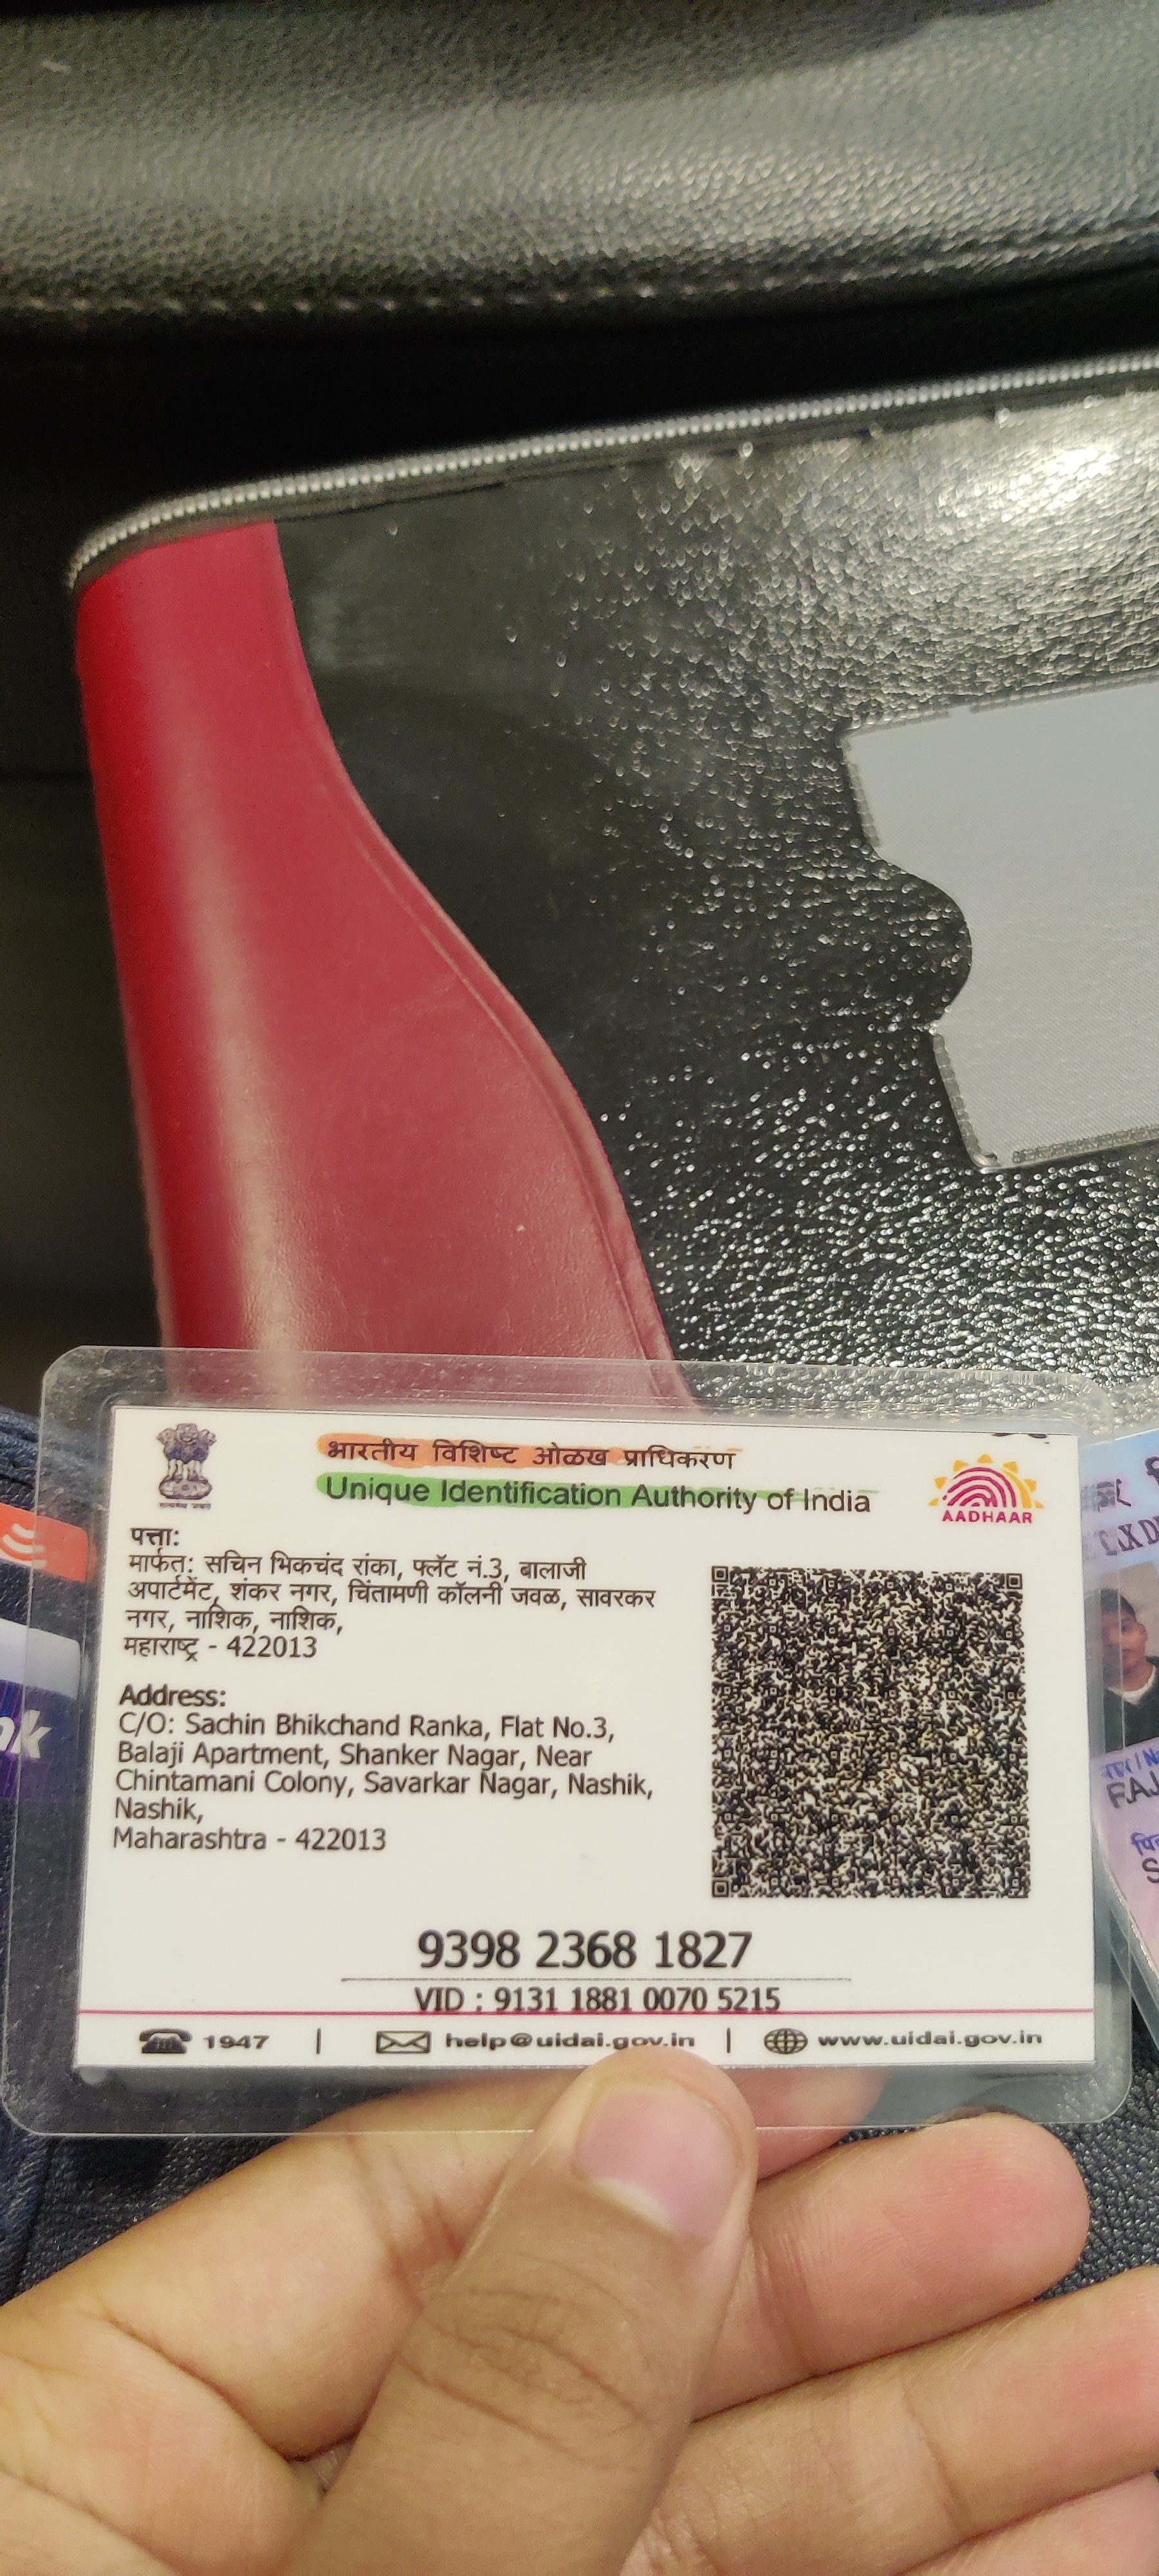 भारतीय विशिष्ट ओळख प्राधिकरण
Unique Identification Authority of India
AADHAAR
पत्ता:
मार्फत: सचिन भिकचंद रांका, फ्लॅट नं.3, बालाजी
अपार्टमेंट, शंकर नगर, चिंतामणी कॉलनी जवळ, सावरकर
नगर, नाशिक, नाशिक,
महाराष्ट्र - 422013
Address:
C/O: Sachin Bhikchand Ranka, Flat No.3,
Balaji Apartment, Shanker Nagar, Near
Chintamani Colony, Savarkar Nagar, Nashik,
Nashik,
Maharashtra - 422013
9398 2368 1827
VID : 9131 1881 0070 5215
1947 | help@uidai.gov.in | www.uidai.gov.in